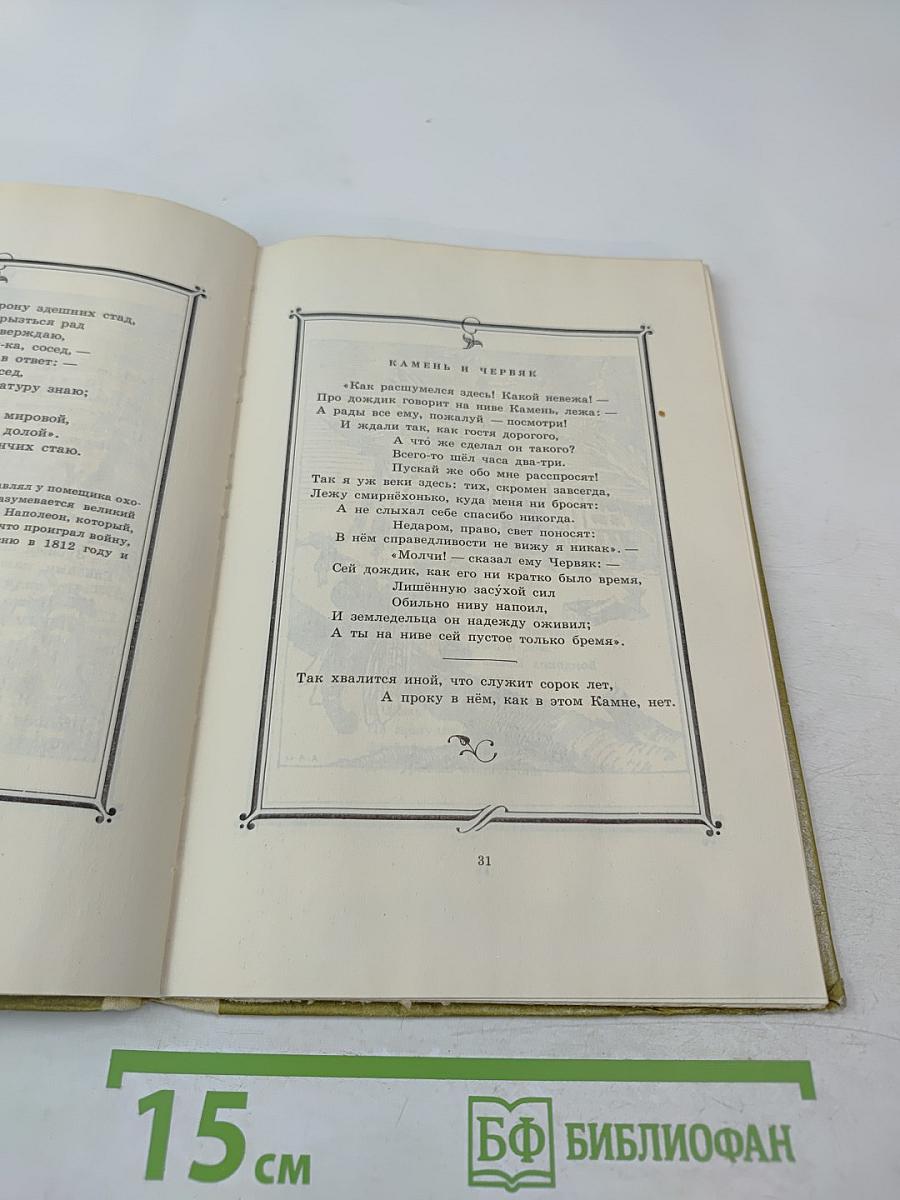 рону здешних стад,
рызться рад
верждаю,
-ка, сосед, —
в ответ: —
сед,
атуру знаю;
мировой,
долой».
нчих стаю.
авлял у помещика охо-
азумевается великий
Наполеон, который,
что проиграл войну,
сню в 1812 году и
КАМЕНЬ И ЧЕРВЯК
«Как расшумелся здесь! Какой невежа! —
Про дождик говорит на ниве Камень, лежа: —
А рады все ему, пожалуй — посмотри!
И ждали так, как гостя дорогого,
А что́ же сделал он такого?
Всего-то шёл часа два-три.
Пускай же обо мне расспросят!
Так я уж веки здесь: тих, скромен завсегда,
Лежу смирнёхонько, куда меня ни бросят:
А не слыхал себе спасибо никогда.
Недаром, право, свет поносят:
В нём справедливости не вижу я никак». —
«Молчи! — сказал ему Червяк: —
Сей дождик, как его ни кратко было время,
Лишённую засу́хой сил
Обильно ниву напоил,
И земледельца он надежду оживил;
А ты на ниве сей пустое только бремя».
Так хвалится иной, что служит сорок лет,
А проку в нём, как в этом Камне, нет.
31
15 см
БФ БИБЛИОФАН